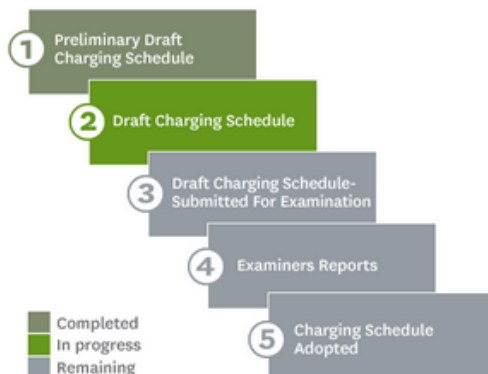 1
Preliminary Draft
Charging Schedule
2
Draft Charging Schedule
3
Draft Charging Schedule-
Submitted For Examination
4
Examiners Reports
5
Charging Schedule
Adopted
Completed
In progress
Remaining